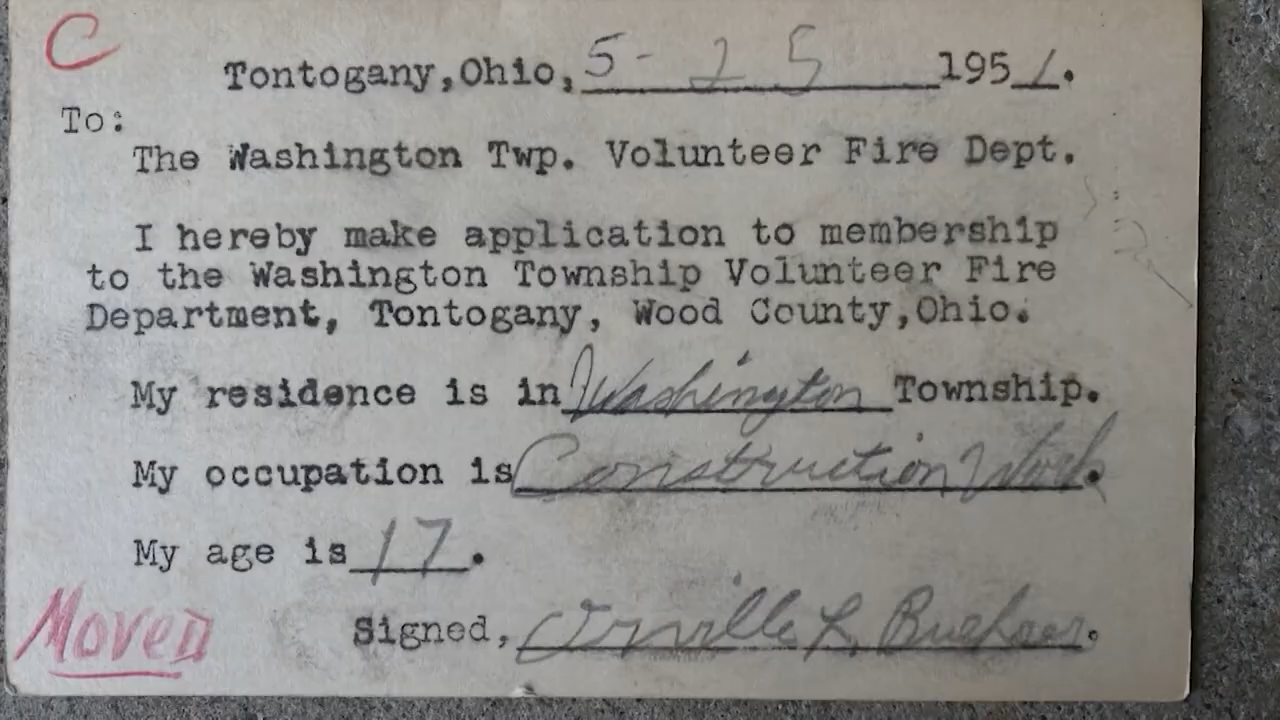 C
Tontogany,Ohio, 5- 25 1951.
To:
The Washington Twp. Volunteer Fire Dept.
I hereby make application to membership
to the Washington Township Volunteer Fire
Department, Tontogany, Wood County,Ohio.
My residence is in Washington Township.
My occupation is Construction Work.
My age is 17.
Moved
Signed, Orville L